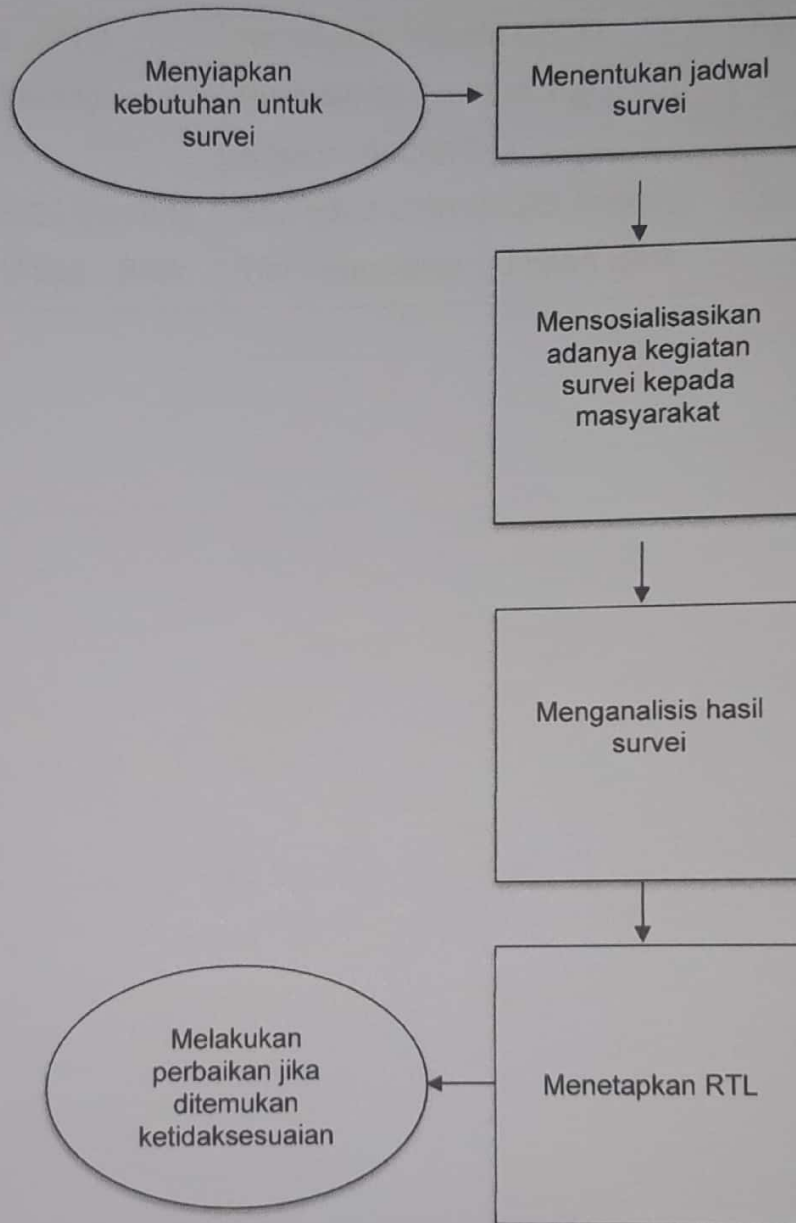 Menyiapkan
kebutuhan untuk
survei
Menentukan jadwal
survei
Mensosialisasikan
adanya kegiatan
survei kepada
masyarakat
Menganalisis hasil
survei
Menetapkan RTL
Melakukan
perbaikan jika
ditemukan
ketidaksesuaian